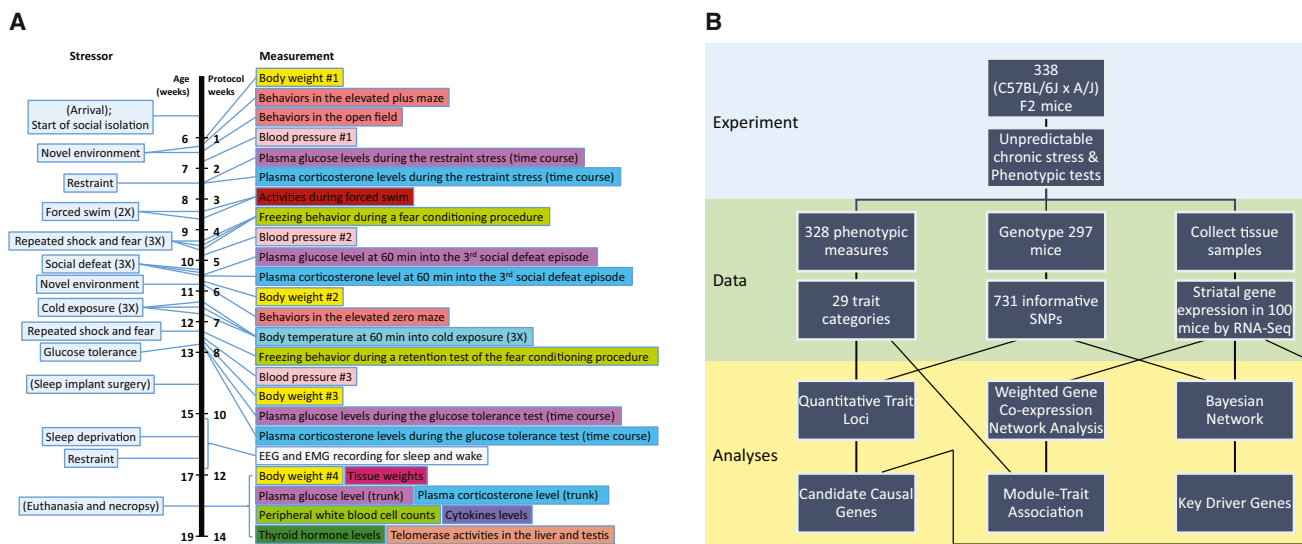 A
Stressor
Age
(weeks)
Protocol
weeks
Measurement
(Arrival);
Start of social isolation
Novel environment
Restraint
Forced swim (2X)
Repeated shock and fear (3X)
Social defeat (3X)
Novel environment
Cold exposure (3X)
Repeated shock and fear
Glucose tolerance
(Sleep implant surgery)
Sleep deprivation
Restraint
(Euthanasia and necropsy)
6 1
7 2
8 3
9 4
10 5
11 6
12 7
13 8
15 10
17 12
19 14
Body weight #1
Behaviors in the elevated plus maze
Behaviors in the open field
Blood pressure #1
Plasma glucose levels during the restraint stress (time course)
Plasma corticosterone levels during the restraint stress (time course)
Activities during forced swim
Freezing behavior during a fear conditioning procedure
Blood pressure #2
Plasma glucose level at 60 min into the 3rd social defeat episode
Plasma corticosterone level at 60 min into the 3rd social defeat episode
Body weight #2
Behaviors in the elevated zero maze
Body temperature at 60 min into cold exposure (3X)
Freezing behavior during a retention test of the fear conditioning procedure
Blood pressure #3
Body weight #3
Plasma glucose levels during the glucose tolerance test (time course)
Plasma corticosterone levels during the glucose tolerance test (time course)
EEG and EMG recording for sleep and wake
Body weight #4 Tissue weights
Plasma glucose level (trunk) Plasma corticosterone level (trunk)
Peripheral white blood cell counts Cytokines levels
Thyroid hormone levels Telomerase activities in the liver and testis
B
Experiment
338
(C57BL/6J x A/J)
F2 mice
Unpredictable
chronic stress &
Phenotypic tests
Data
328 phenotypic
measures
Genotype 297
mice
Collect tissue
samples
29 trait
categories
731 informative
SNPs
Striatal gene
expression in 100
mice by RNA-Seq
Analyses
Quantitative Trait
Loci
Weighted Gene
Co-expression
Network Analysis
Bayesian
Network
Candidate Causal
Genes
Module-Trait
Association
Key Driver Genes